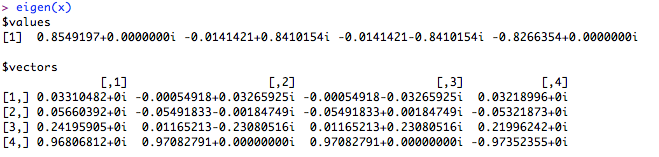 > eigen(x)
$values
[1]  0.8549197+0.0000000i -0.0141421+0.8410154i -0.0141421-0.8410154i -0.8266354+0.0000000i
$vectors
[,1] [,2] [,3] [,4]
[1,] 0.03310482+0i -0.00054918+0.03265925i -0.00054918-0.03265925i  0.03218996+0i
[2,] 0.05660392+0i -0.05491833-0.00184749i -0.05491833+0.00184749i -0.05321873+0i
[3,] 0.24195905+0i  0.01165213-0.23080516i  0.01165213+0.23080516i  0.21996242+0i
[4,] 0.96806812+0i  0.97082791+0.00000000i  0.97082791+0.00000000i -0.97352355+0i